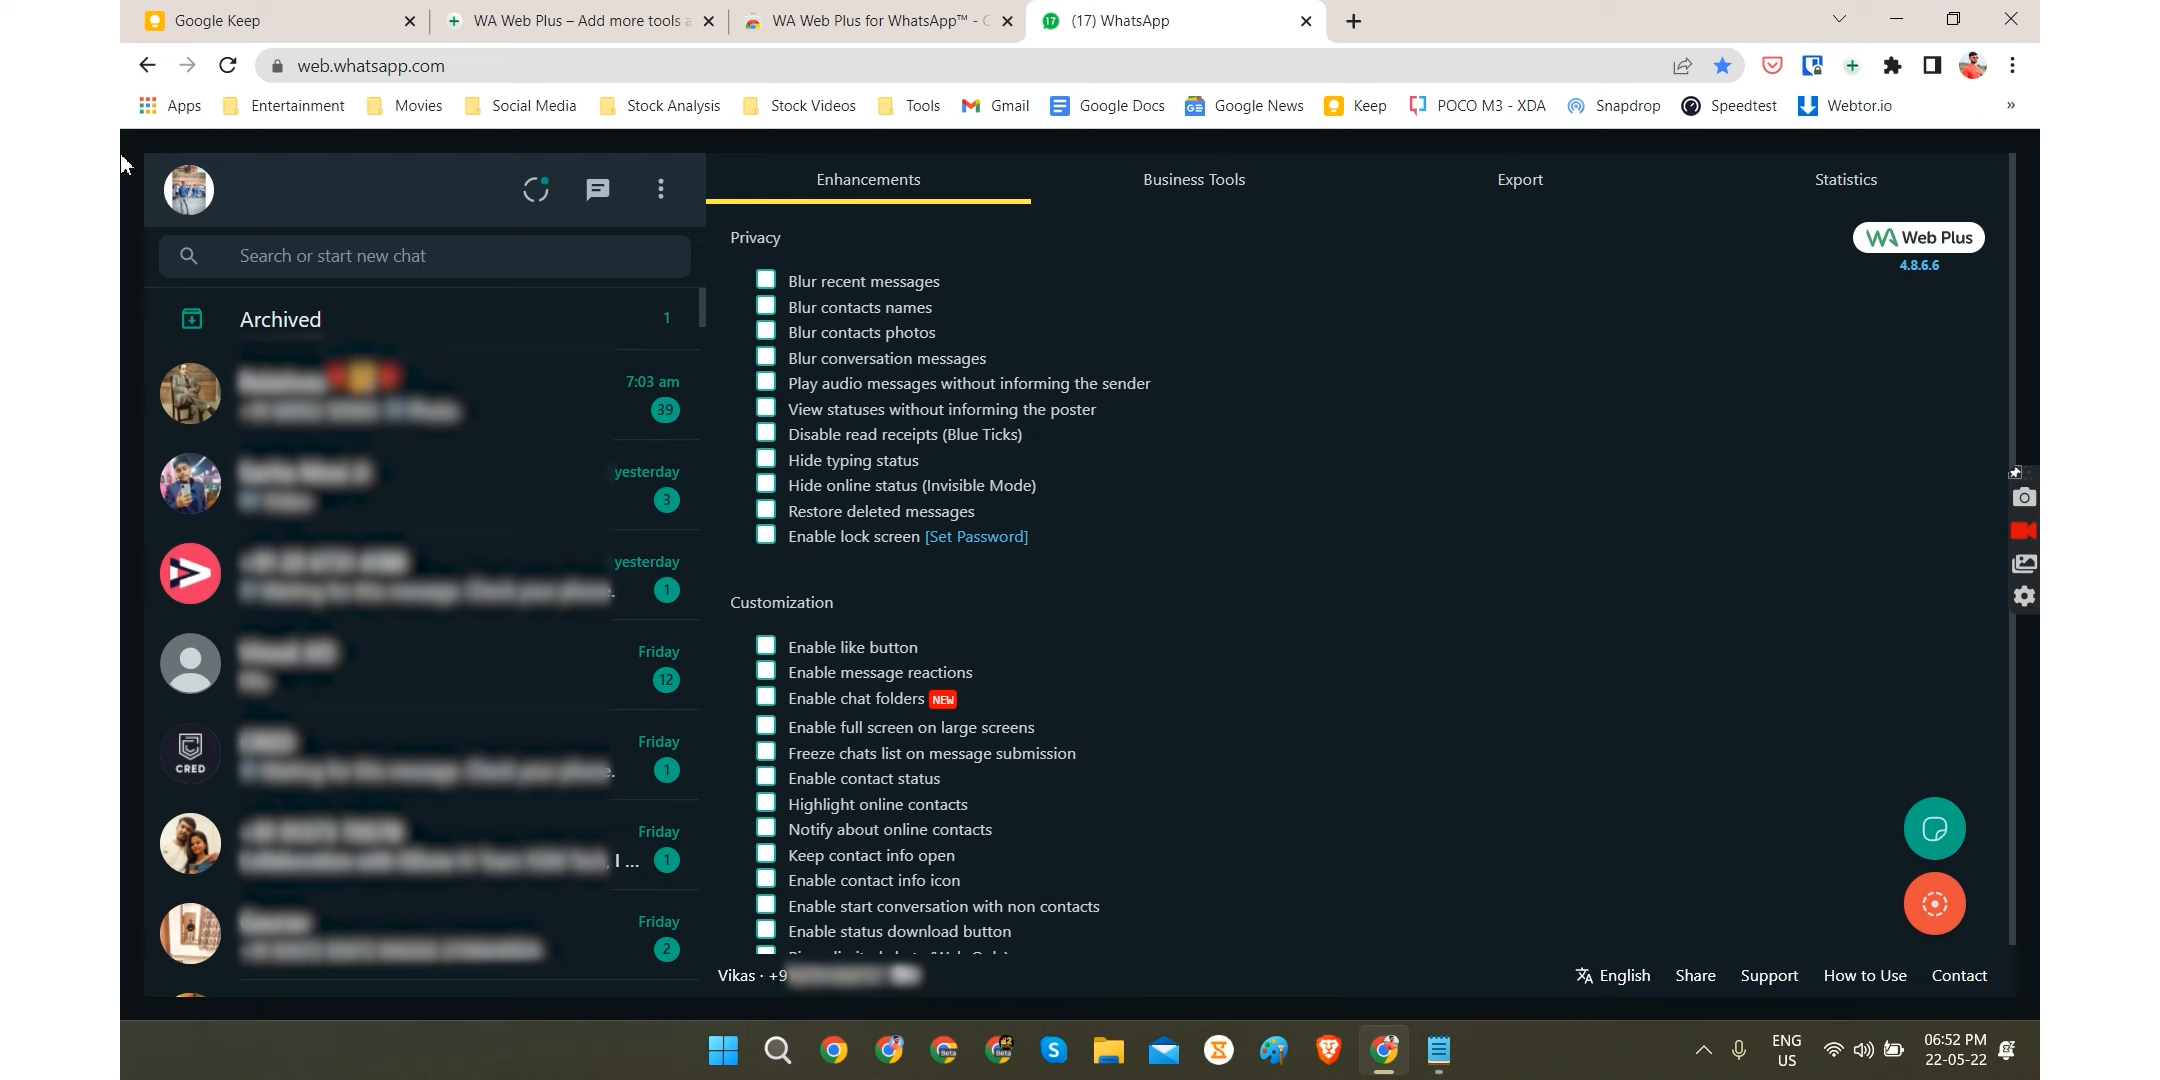 Google Keep
WA Web Plus – Add more tools a
WA Web Plus for WhatsApp™ - C
17 (17) WhatsApp
web.whatsapp.com
Apps Entertainment Movies Social Media Stock Analysis Stock Videos Tools Gmail Google Docs Google News Keep POCO M3 - XDA Snapdrop Speedtest Webtor.io »
Search or start new chat
Archived 1
7:03 am
39
yesterday
3
yesterday
1
Friday
12
CRED
Friday
1
Friday
, I ... 1
Friday
2
Enhancements Business Tools Export Statistics
WA Web Plus
4.8.6.6
Privacy
Blur recent messages
Blur contacts names
Blur contacts photos
Blur conversation messages
Play audio messages without informing the sender
View statuses without informing the poster
Disable read receipts (Blue Ticks)
Hide typing status
Hide online status (Invisible Mode)
Restore deleted messages
Enable lock screen [Set Password]
Customization
Enable like button
Enable message reactions
Enable chat folders NEW
Enable full screen on large screens
Freeze chats list on message submission
Enable contact status
Highlight online contacts
Notify about online contacts
Keep contact info open
Enable contact info icon
Enable start conversation with non contacts
Enable status download button
Vikas · +9
English Share Support How to Use Contact
Beta
#2 Beta
ENG
US
06:52 PM
22-05-22